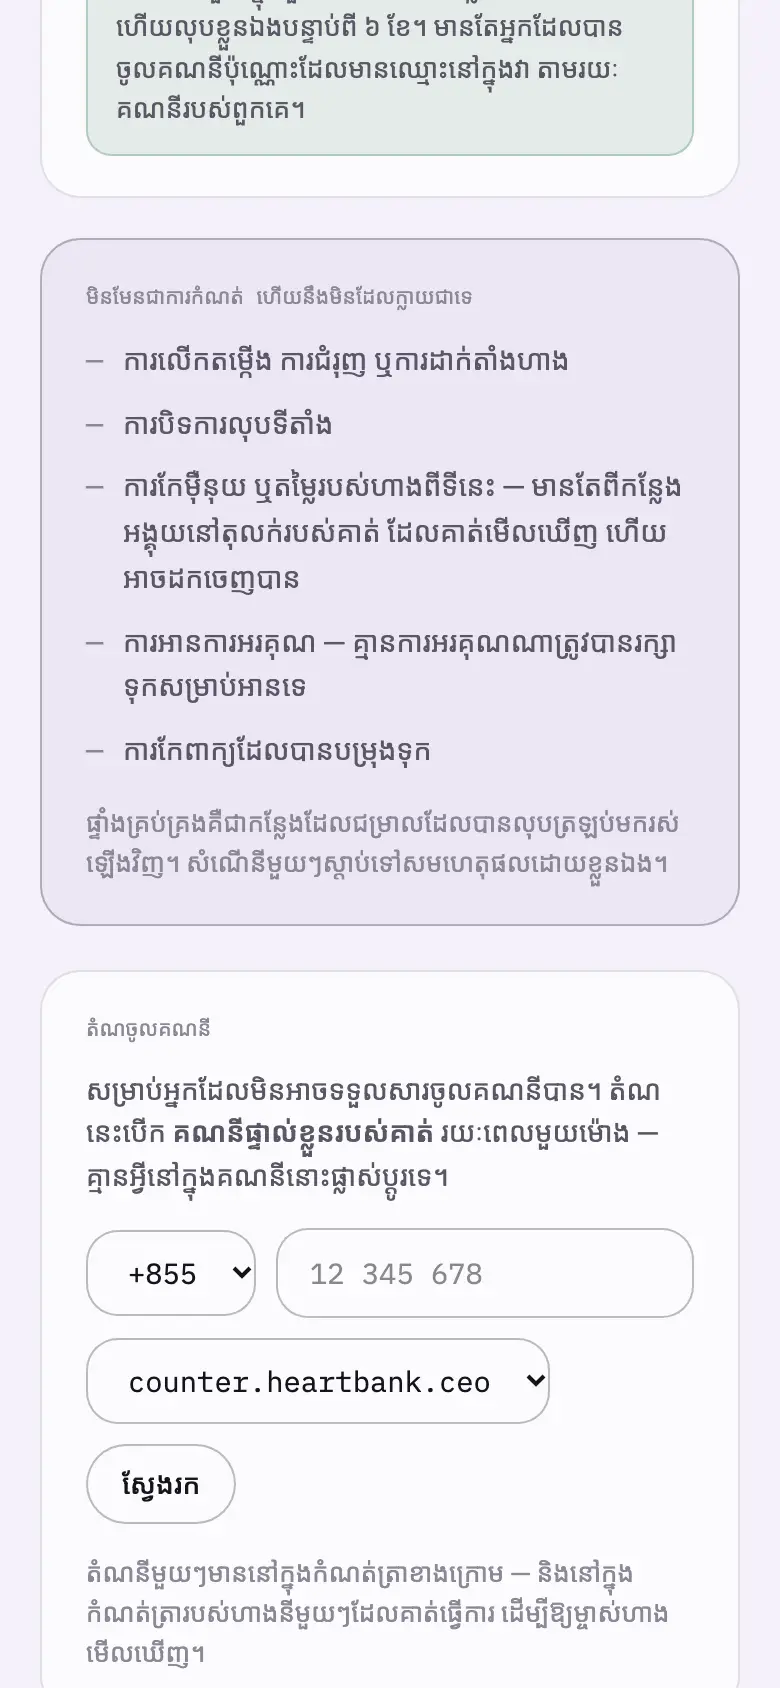 ហើយលុបខ្លួនឯងបន្ទាប់ពី ៦ ខែ។ មានតែអ្នកដែលបាន
ចូលគណនីប៉ុណ្ណោះដែលមានឈ្មោះនៅក្នុងវា តាមរយៈ
គណនីរបស់ពួកគេ។
មិនមែនជាការកំណត់ ហើយនឹងមិនដែលក្លាយជាទេ
— ការលើកតម្កើង ការជំរុញ ឬការដាក់តាំងហាង
— ការបិទការលុបទីតាំង
— ការកែម៉ឺនុយ ឬតម្លៃរបស់ហាងពីទីនេះ — មានតែពីកន្លែង
អង្គុយនៅតុលក់របស់គាត់ ដែលគាត់មើលឃើញ ហើយ
អាចដកចេញបាន
— ការអានការអរគុណ — គ្មានការអរគុណណាត្រូវបានរក្សា
ទុកសម្រាប់អានទេ
— ការកែពាក្យដែលបានបម្រុងទុក
ផ្ទាំងគ្រប់គ្រងគឺជាកន្លែងដែលជម្រាលដែលបានលុបត្រឡប់មករស់
ឡើងវិញ។ សំណើនីមួយៗស្តាប់ទៅសមហេតុផលដោយខ្លួនឯង។
តំណចូលគណនី
សម្រាប់អ្នកដែលមិនអាចទទួលសារចូលគណនីបាន។ តំណ
នេះបើក គណនីផ្ទាល់ខ្លួនរបស់គាត់ រយៈពេលមួយម៉ោង —
គ្មានអ្វីនៅក្នុងគណនីនោះផ្លាស់ប្តូរទេ។
+855 12 345 678
counter.heartbank.ceo
ស្វែងរក
តំណនីមួយៗមាននៅក្នុងកំណត់ត្រាខាងក្រោម — និងនៅក្នុង
កំណត់ត្រារបស់ហាងនីមួយៗដែលគាត់ធ្វើការ ដើម្បីឱ្យម្ចាស់ហាង
មើលឃើញ។